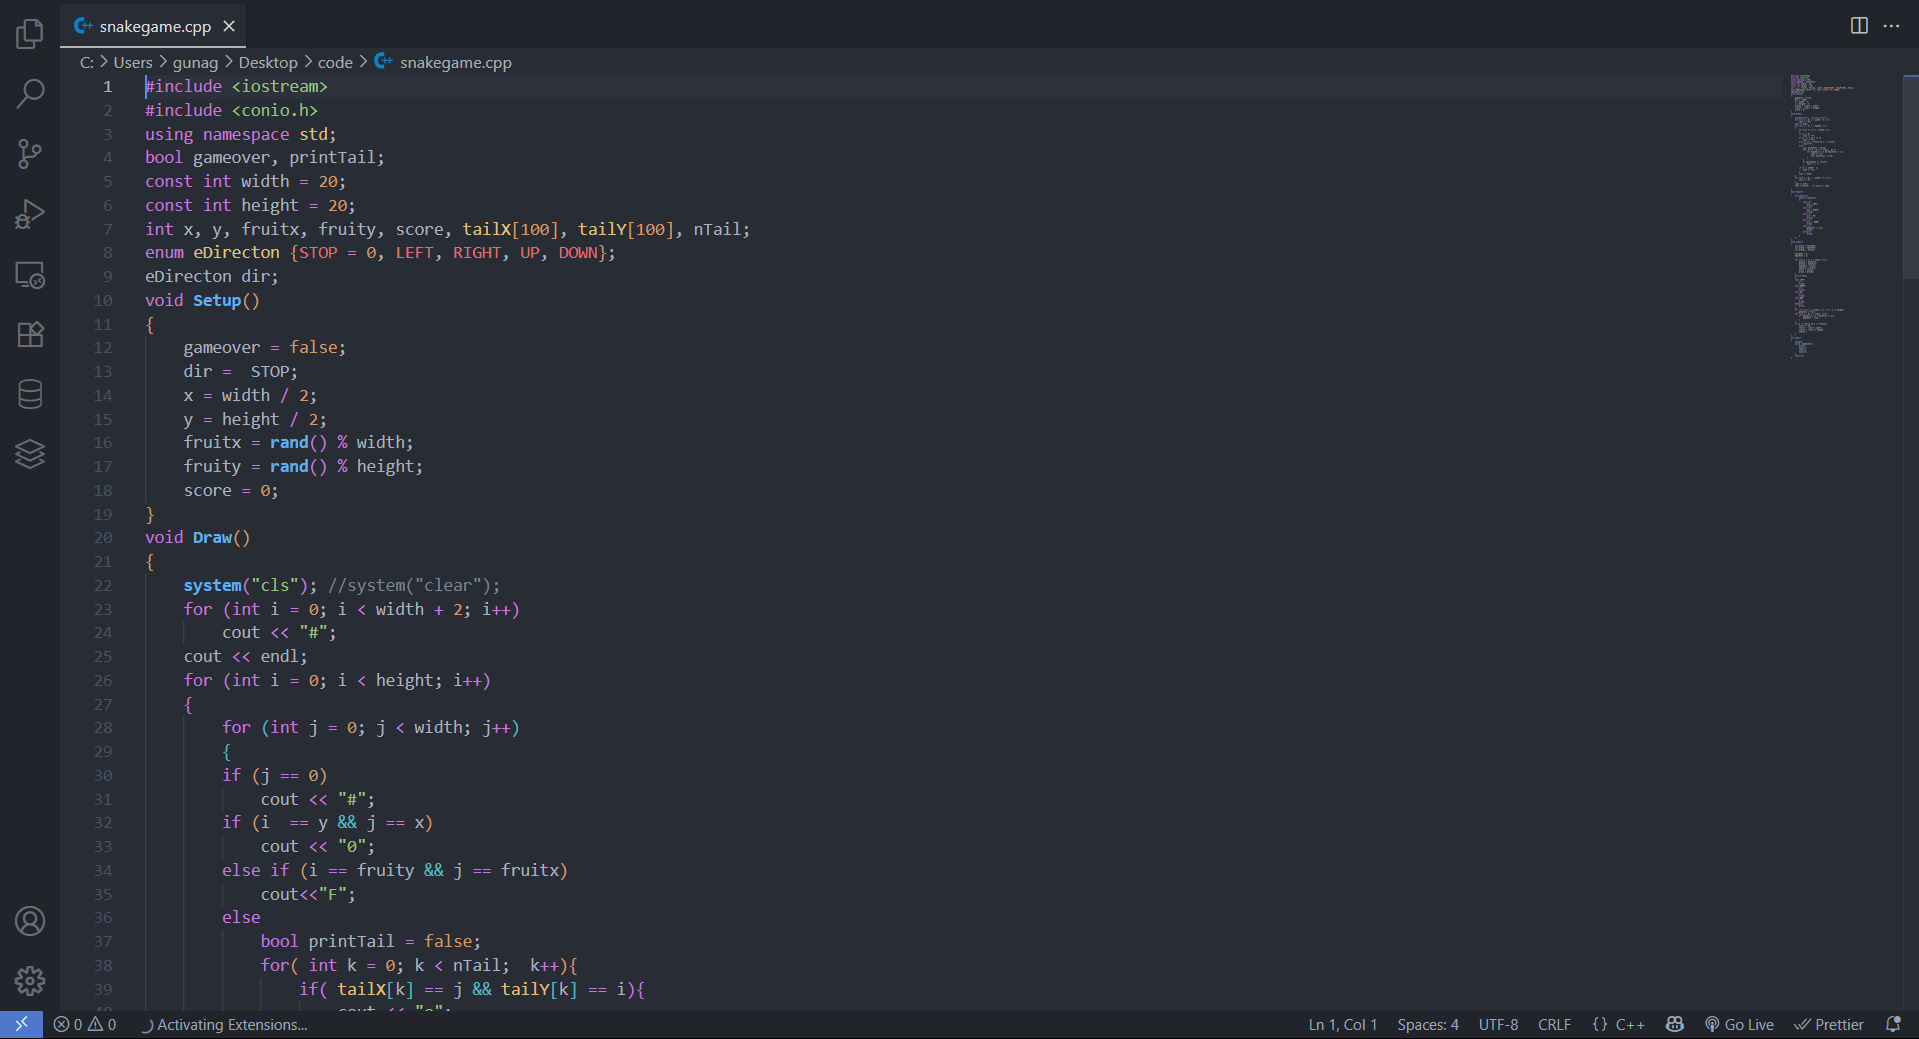 snakegame.cpp
C: > Users > gunag > Desktop > code > snakegame.cpp
1 #include <iostream>
2 #include <conio.h>
3 using namespace std;
4 bool gameover, printTail;
5 const int width = 20;
6 const int height = 20;
7 int x, y, fruitx, fruity, score, tailX[100], tailY[100], nTail;
8 enum eDirecton {STOP = 0, LEFT, RIGHT, UP, DOWN};
9 eDirecton dir;
10 void Setup()
11 {
12     gameover = false;
13     dir =  STOP;
14     x = width / 2;
15     y = height / 2;
16     fruitx = rand() % width;
17     fruity = rand() % height;
18     score = 0;
19 }
20 void Draw()
21 {
22     system("cls"); //system("clear");
23     for (int i = 0; i < width + 2; i++)
24         cout << "#";
25     cout << endl;
26     for (int i = 0; i < height; i++)
27     {
28         for (int j = 0; j < width; j++)
29         {
30         if (j == 0)
31             cout << "#";
32         if (i  == y && j == x)
33             cout << "0";
34         else if (i == fruity && j == fruitx)
35             cout<<"F";
36         else
37             bool printTail = false;
38             for( int k = 0; k < nTail;  k++){
39                 if( tailX[k] == j && tailY[k] == i){
0 0 Activating Extensions... Ln 1, Col 1 Spaces: 4 UTF-8 CRLF {} C++ Go Live Prettier